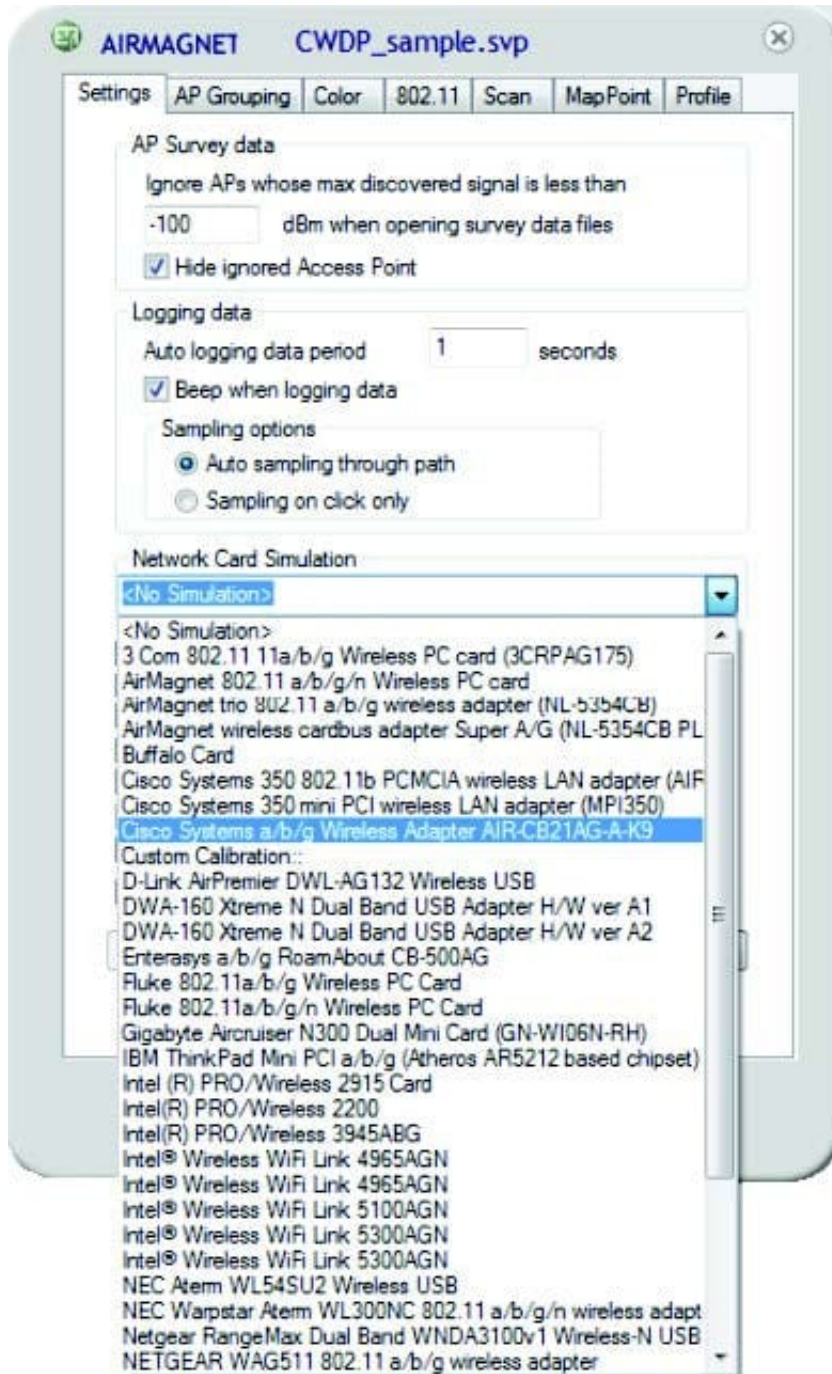 AIRMAGNET CWDP_sample.svp
Settings AP Grouping Color 802.11 Scan MapPoint Profile
AP Survey data
Ignore APs whose max discovered signal is less than
-100 dBm when opening survey data files
Hide ignored Access Point
Logging data
Auto logging data period 1 seconds
Beep when logging data
Sampling options
Auto sampling through path
Sampling on click only
Network Card Simulation
<No Simulation>
<No Simulation>
3 Com 802.11 11a/b/g Wireless PC card (3CRPAG175)
AirMagnet 802.11 a/b/g/n Wireless PC card
AirMagnet trio 802.11 a/b/g wireless adapter (NL-5354CB)
AirMagnet wireless cardbus adapter Super A/G (NL-5354CB PL
Buffalo Card
Cisco Systems 350 802.11b PCMCIA wireless LAN adapter (AIR
Cisco Systems 350 mini PCI wireless LAN adapter (MPI350)
Cisco Systems a/b/g Wireless Adapter AIR-CB21AG-A-K9
Custom Calibration::
D-Link AirPremier DWL-AG132 Wireless USB
DWA-160 Xtreme N Dual Band USB Adapter H/W ver A1
DWA-160 Xtreme N Dual Band USB Adapter H/W ver A2
Enterasys a/b/g RoamAbout CB-500AG
Fluke 802.11a/b/g Wireless PC Card
Fluke 802.11a/b/g/n Wireless PC Card
Gigabyte Aircruiser N300 Dual Mini Card (GN-WI06N-RH)
IBM ThinkPad Mini PCI a/b/g (Atheros AR5212 based chipset)
Intel (R) PRO/Wireless 2915 Card
Intel(R) PRO/Wireless 2200
Intel(R) PRO/Wireless 3945ABG
Intel® Wireless WiFi Link 4965AGN
Intel® Wireless WiFi Link 4965AGN
Intel® Wireless WiFi Link 5100AGN
Intel® Wireless WiFi Link 5300AGN
Intel® Wireless WiFi Link 5300AGN
NEC Aterm WL54SU2 Wireless USB
NEC Warpstar Aterm WL300NC 802.11 a/b/g/n wireless adapt
Netgear RangeMax Dual Band WNDA3100v1 Wireless-N USB
NETGEAR WAG511 802.11 a/b/g wireless adapter